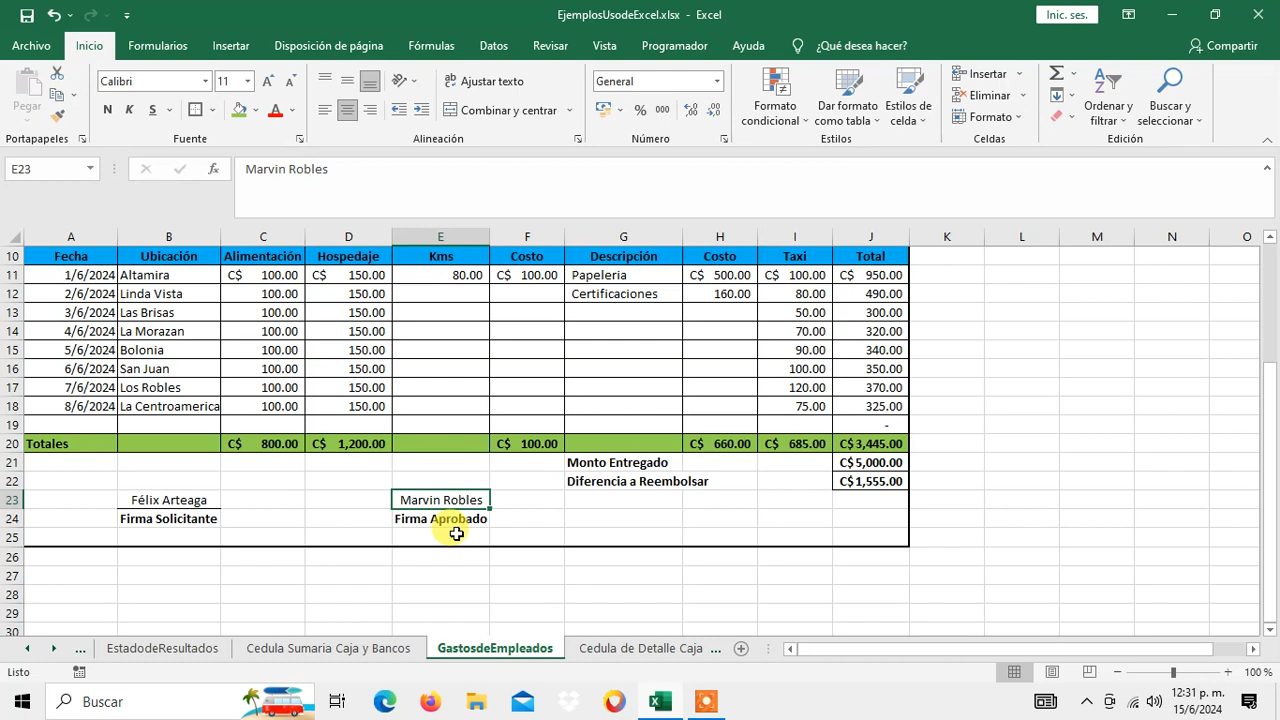 EjemplosUsodeExcel.xlsx - Excel
Inic. ses.
Archivo Inicio Formularios Insertar Disposición de página Fórmulas Datos Revisar Vista Programador Ayuda ¿Qué desea hacer? Compartir
Pegar
Calibri 11
N K S
Ajustar texto
Combinar y centrar
General
% 000
Formato condicional
Dar formato como tabla
Estilos de celda
Insertar
Eliminar
Formato
Ordenar y filtrar
Buscar y seleccionar
Portapapeles Fuente Alineación Número Estilos Celdas Edición
E23 fx Marvin Robles
A B C D E F G H I J K L M N O
10 Fecha Ubicación Alimentación Hospedaje Kms Costo Descripción Costo Taxi Total
11 1/6/2024 Altamira C$ 100.00 C$ 150.00 80.00 C$ 100.00 Papeleria C$ 500.00 C$ 100.00 C$ 950.00
12 2/6/2024 Linda Vista 100.00 150.00 Certificaciones 160.00 80.00 490.00
13 3/6/2024 Las Brisas 100.00 150.00 50.00 300.00
14 4/6/2024 La Morazan 100.00 150.00 70.00 320.00
15 5/6/2024 Bolonia 100.00 150.00 90.00 340.00
16 6/6/2024 San Juan 100.00 150.00 100.00 350.00
17 7/6/2024 Los Robles 100.00 150.00 120.00 370.00
18 8/6/2024 La Centroamerica 100.00 150.00 75.00 325.00
19 -
20 Totales C$ 800.00 C$ 1,200.00 C$ 100.00 C$ 660.00 C$ 685.00 C$ 3,445.00
21 Monto Entregado C$ 5,000.00
22 Diferencia a Reembolsar C$ 1,555.00
23 Félix Arteaga Marvin Robles
24 Firma Solicitante Firma Aprobado
25
26
27
28
29
30
... EstadodeResultados Cedula Sumaria Caja y Bancos GastosdeEmpleados Cedula de Detalle Caja ...
Listo 100 %
Buscar
12:31 p. m.
15/6/2024